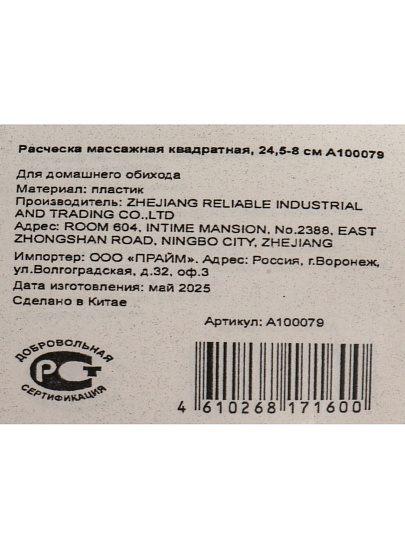 Расческа массажная квадратная, 24,5-8 см А100079
Для домашнего обихода
Материал: пластик
Производитель: ZHEJIANG RELIABLE INDUSTRIAL
AND TRADING CO.,LTD
Адрес: ROOM 604, INTIME MANSION, No.2388, EAST
ZHONGSHAN ROAD, NINGBO CITY, ZHEJIANG
Импортер: ООО «ПРАЙМ». Адрес: Россия, г.Воронеж,
ул.Волгоградская, д.32, оф.3
Дата изготовления: май 2025
Сделано в Китае
Артикул: А100079
ДОБРОВОЛЬНАЯ
РСТ
СЕРТИФИКАЦИЯ
4 610268 171600